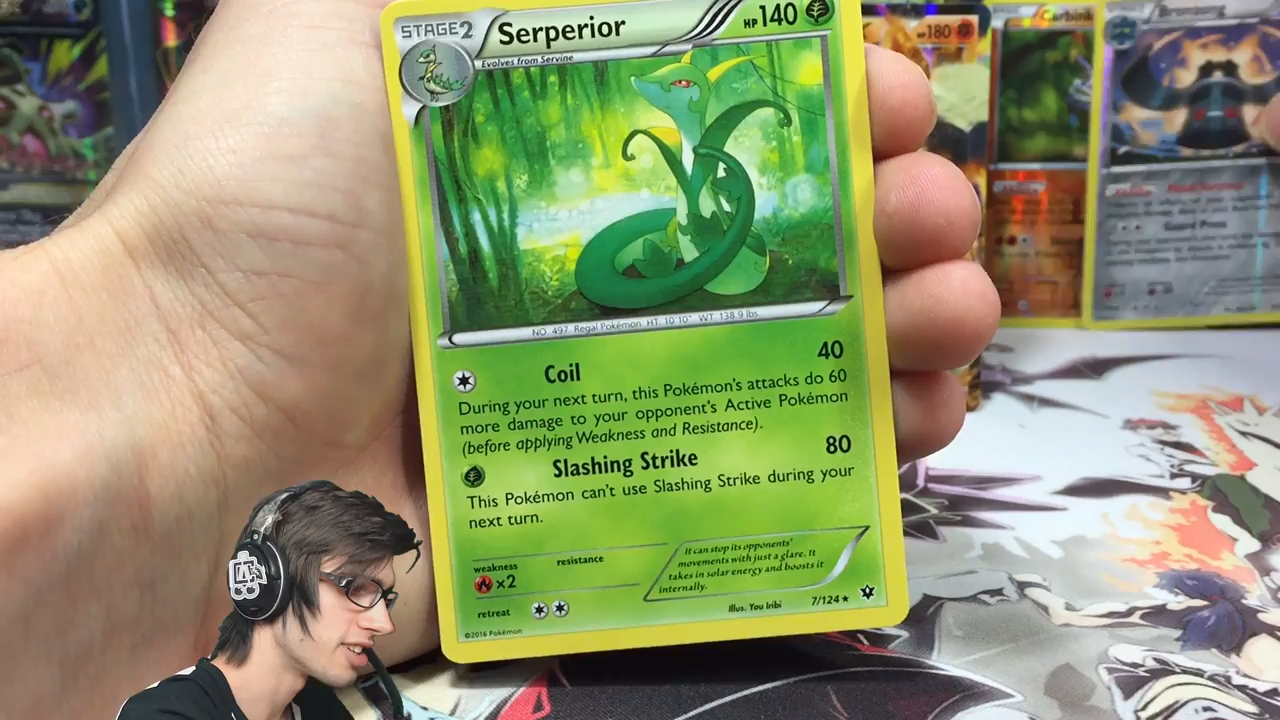 STAGE2
Serperior
HP140
Evolves from Servine
NO. 497 Regal Pokémon HT. 10'10" WT. 138.9 lbs
Coil 40
During your next turn, this Pokémon's attacks do 60
more damage to your opponent's Active Pokémon
(before applying Weakness and Resistance).
Slashing Strike 80
This Pokémon can't use Slashing Strike during your
next turn.
weakness
resistance
×2
retreat
It can stop its opponents'
movements with just a glare. It
takes in solar energy and boosts it
internally.
Illus. You Iribi
7/124
©2016 Pokémon
HP180
Carbink
Bronzong